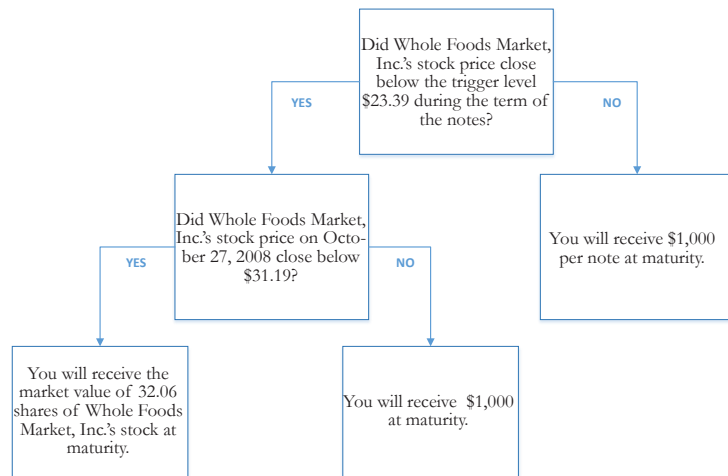 Did Whole Foods Market,
Inc.'s stock price close
below the trigger level
$23.39 during the term of
the notes?
YES
NO
Did Whole Foods Market,
Inc.'s stock price on Octo-
ber 27, 2008 close below
$31.19?
You will receive $1,000
per note at maturity.
YES
NO
You will receive the
market value of 32.06
shares of Whole Foods
Market, Inc.'s stock at
maturity.
You will receive $1,000
at maturity.